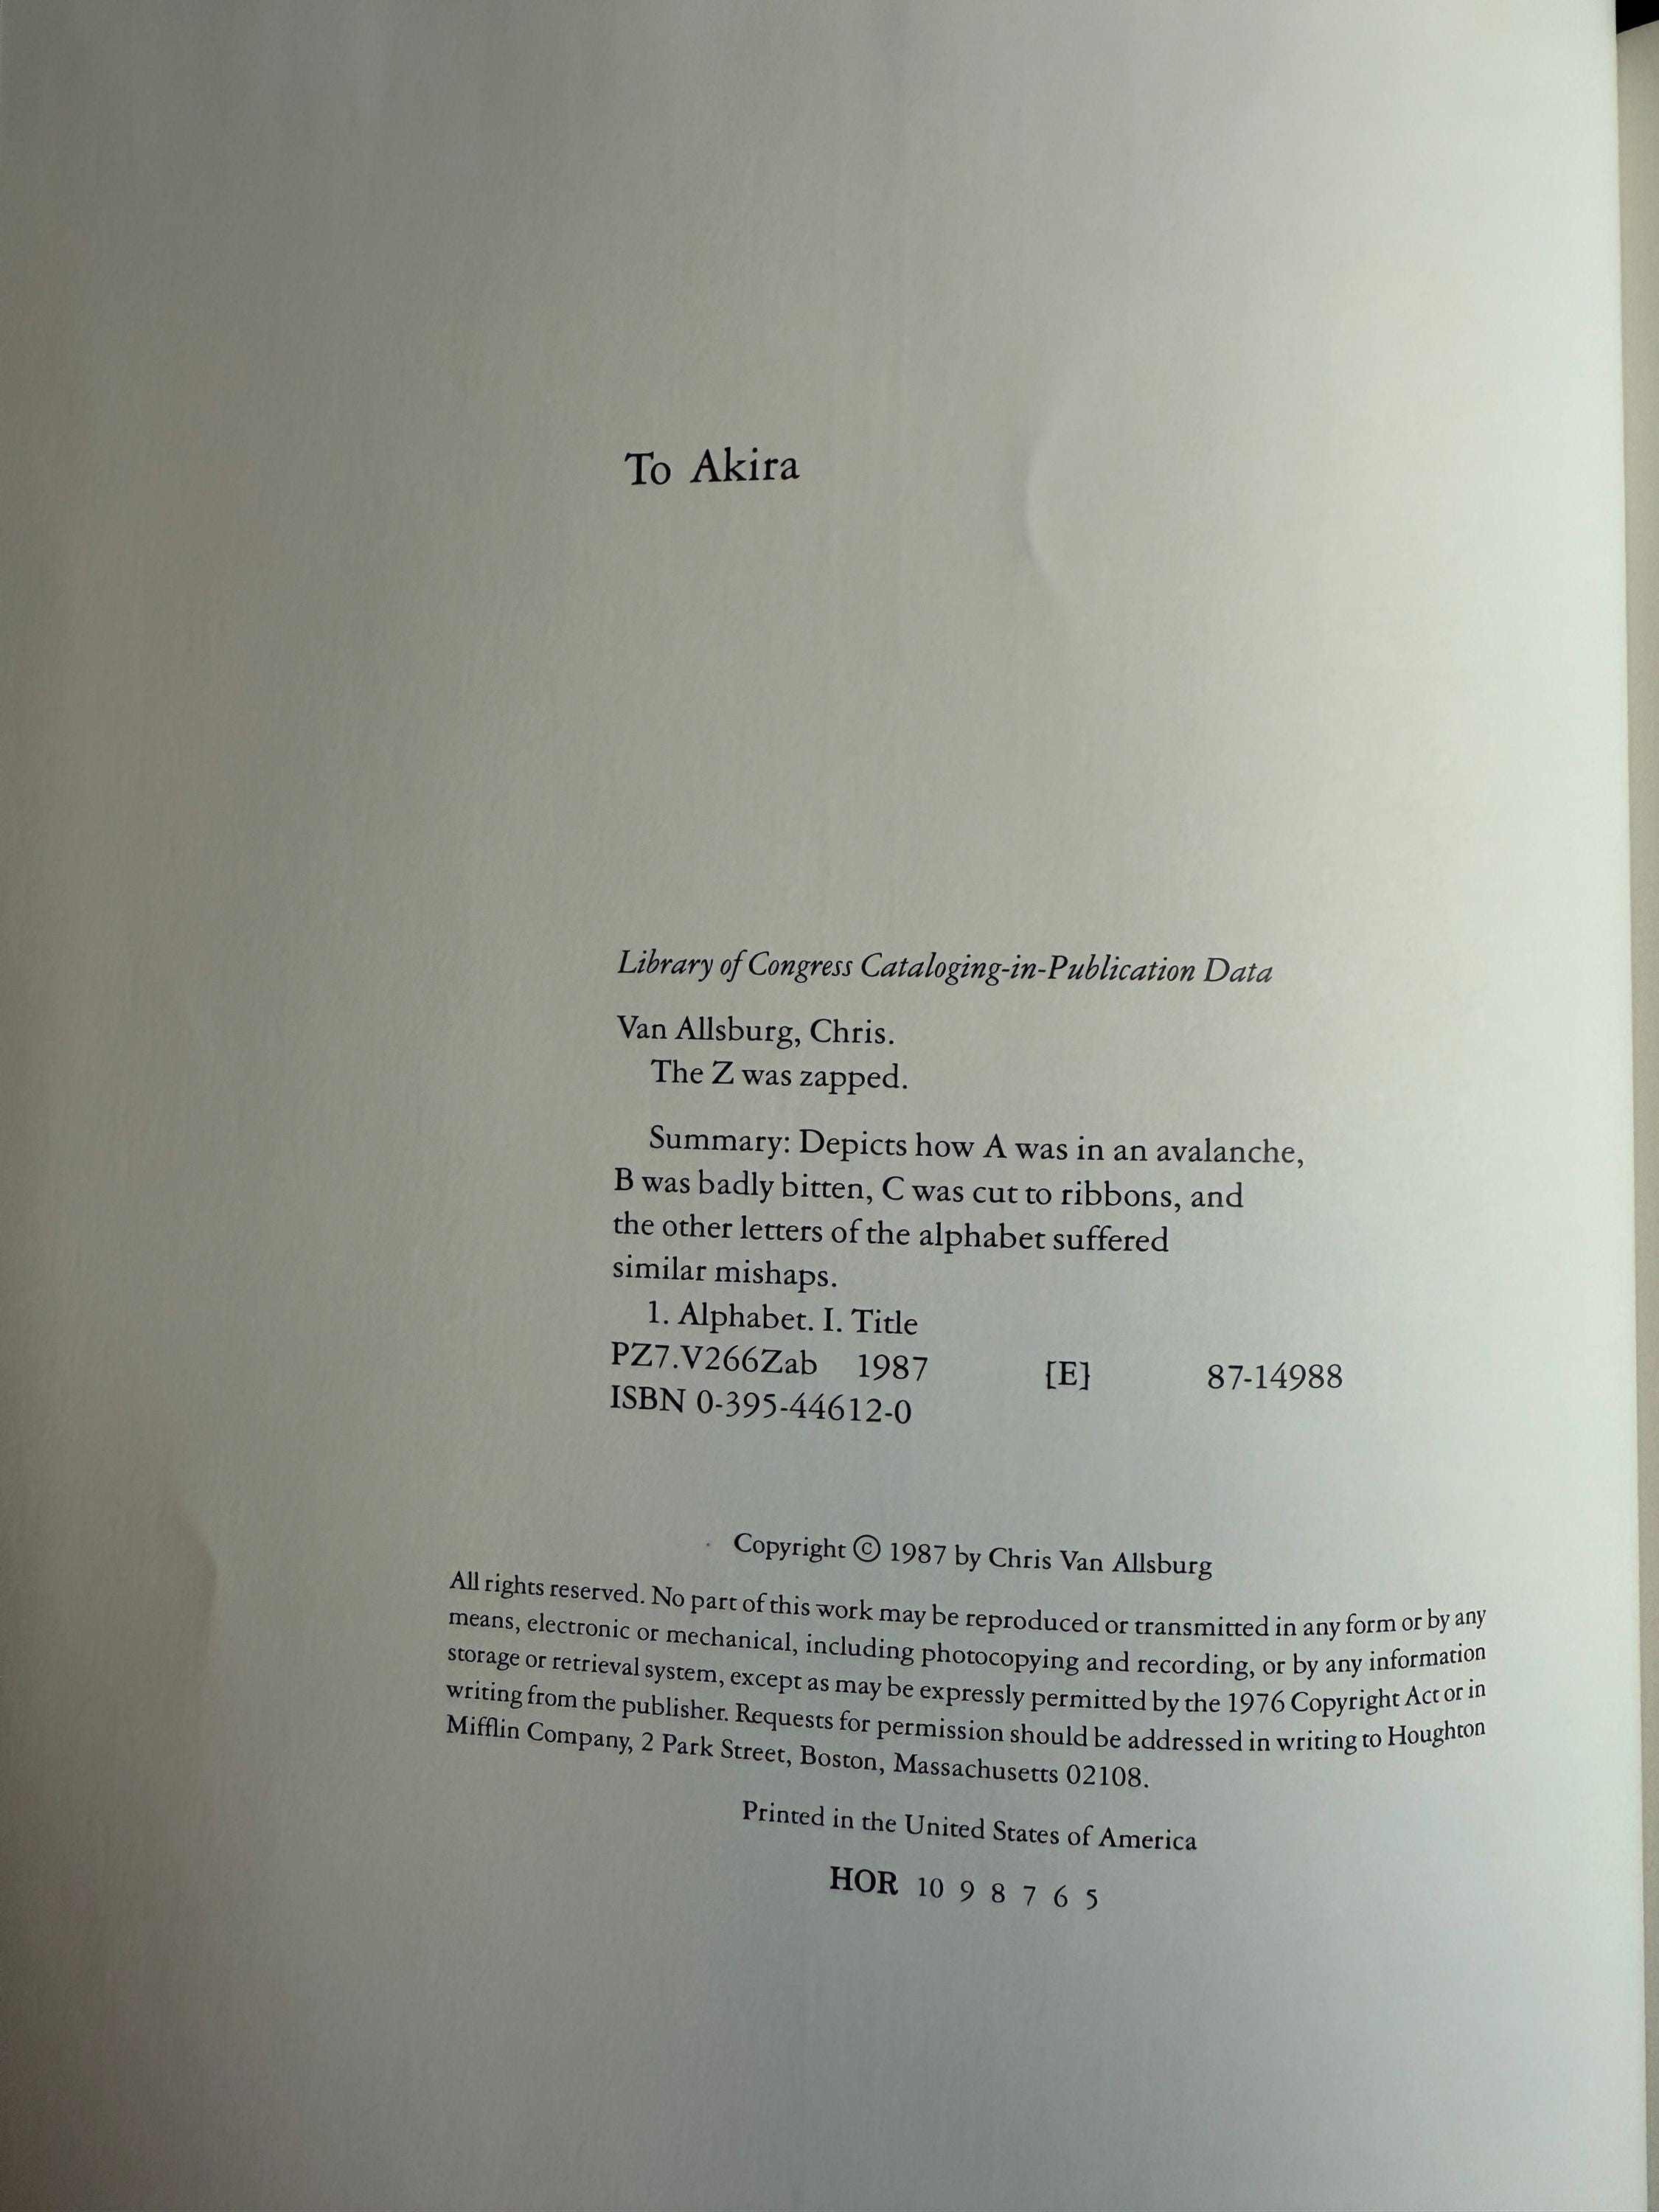 To Akira
Library of Congress Cataloging-in-Publication Data
Van Allsburg, Chris.
The Z was zapped.
Summary: Depicts how A was in an avalanche,
B was badly bitten, C was cut to ribbons, and
the other letters of the alphabet suffered
similar mishaps.
1. Alphabet. I. Title
PZ7.V266Zab 1987 [E] 87-14988
ISBN 0-395-44612-0
Copyright © 1987 by Chris Van Allsburg
All rights reserved. No part of this work may be reproduced or transmitted in any form or by any
means, electronic or mechanical, including photocopying and recording, or by any information
storage or retrieval system, except as may be expressly permitted by the 1976 Copyright Act or in
writing from the publisher. Requests for permission should be addressed in writing to Houghton
Mifflin Company, 2 Park Street, Boston, Massachusetts 02108.
Printed in the United States of America
HOR 10 9 8 7 6 5